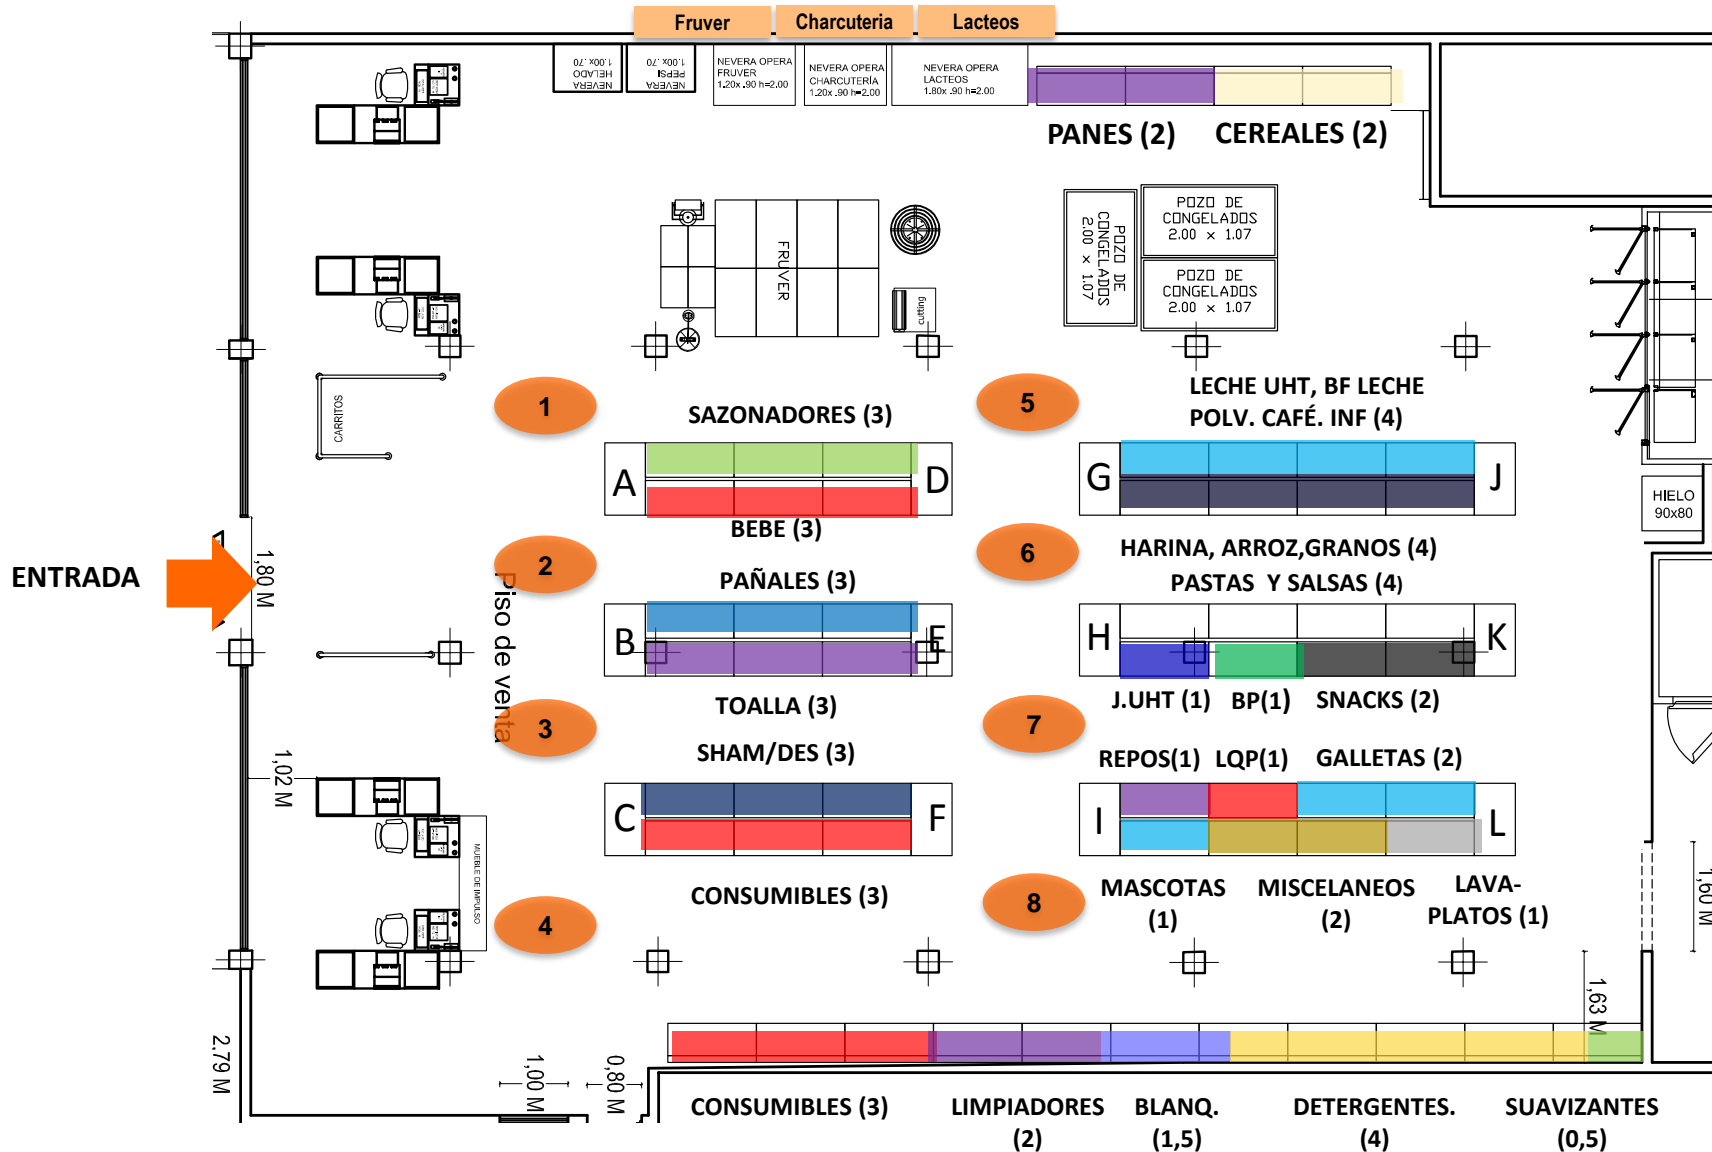 Fruver
Charcuteria
Lacteos
NEVERA
HELADO
1.00x .70
NEVERA
PEPSI
1.00x .70
NEVERA OPERA
FRUVER
1.20x .90 h=2.00
NEVERA OPERA
CHARCUTERÍA
1.20x .90 h=2.00
NEVERA OPERA
LACTEOS
1.80x .90 h=2.00
PANES (2)
CEREALES (2)
FRUVER
cutting
POZO DE
CONGELADOS
2.00 x 1.07
POZO DE
CONGELADOS
2.00 x 1.07
POZO DE
CONGELADOS
2.00 x 1.07
CARRITOS
1
SAZONADORES (3)
5
LECHE UHT, BF LECHE
POLV. CAFÉ. INF (4)
A
D
G
J
HIELO
90x80
BEBE (3)
2
PAÑALES (3)
6
HARINA, ARROZ,GRANOS (4)
PASTAS Y SALSAS (4)
ENTRADA
1,80 M
Piso de venta
B
E
H
K
TOALLA (3)
J.UHT (1)
BP(1)
SNACKS (2)
3
SHAM/DES (3)
7
REPOS(1)
LQP(1)
GALLETAS (2)
1,02 M
C
F
I
L
MUEBLE DE IMPULSO
4
CONSUMIBLES (3)
8
MASCOTAS
(1)
MISCELANEOS
(2)
LAVA-
PLATOS (1)
1,60 M
1,63 M
2.79 M
1,00 M
0,80 M
CONSUMIBLES (3)
LIMPIADORES
(2)
BLANQ.
(1,5)
DETERGENTES.
(4)
SUAVIZANTES
(0,5)